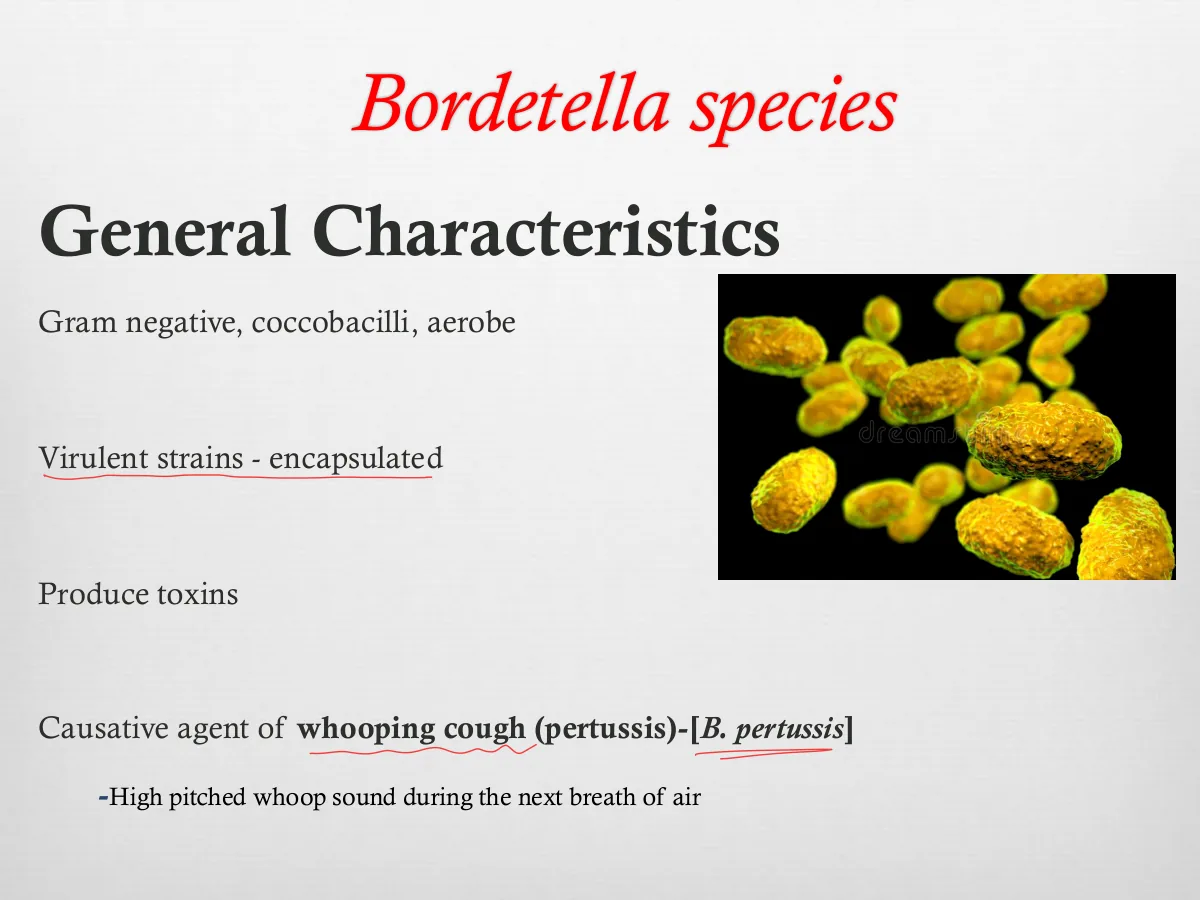 Bordetella species
General Characteristics
Gram negative, coccobacilli, aerobe
Virulent strains - encapsulated
Produce toxins
Causative agent of whooping cough (pertussis)-[B. pertussis]
-High pitched whoop sound during the next breath of air